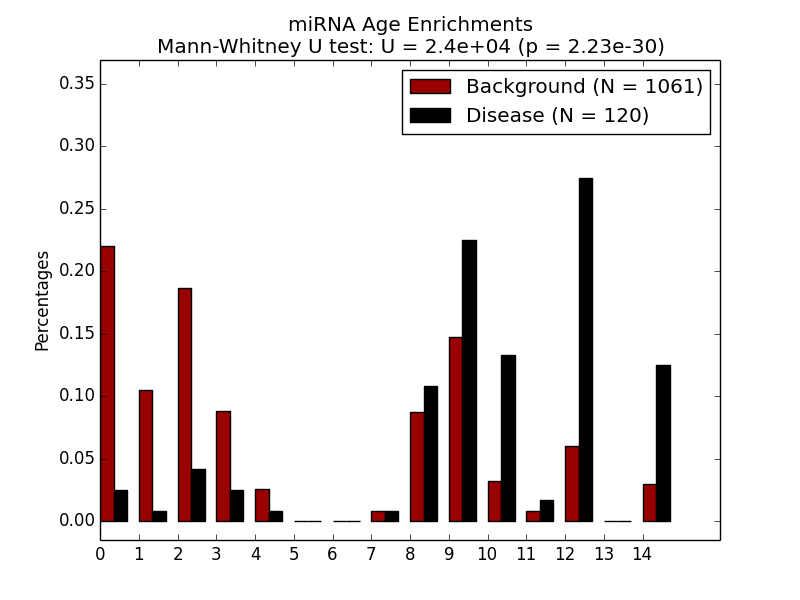 miRNA Age Enrichments
Mann-Whitney U test: U = 2.4e+04 (p = 2.23e-30)
Background (N = 1061)
Disease (N = 120)
Percentages
0.35
0.30
0.25
0.20
0.15
0.10
0.05
0.00
0 1 2 3 4 5 6 7 8 9 10 11 12 13 14